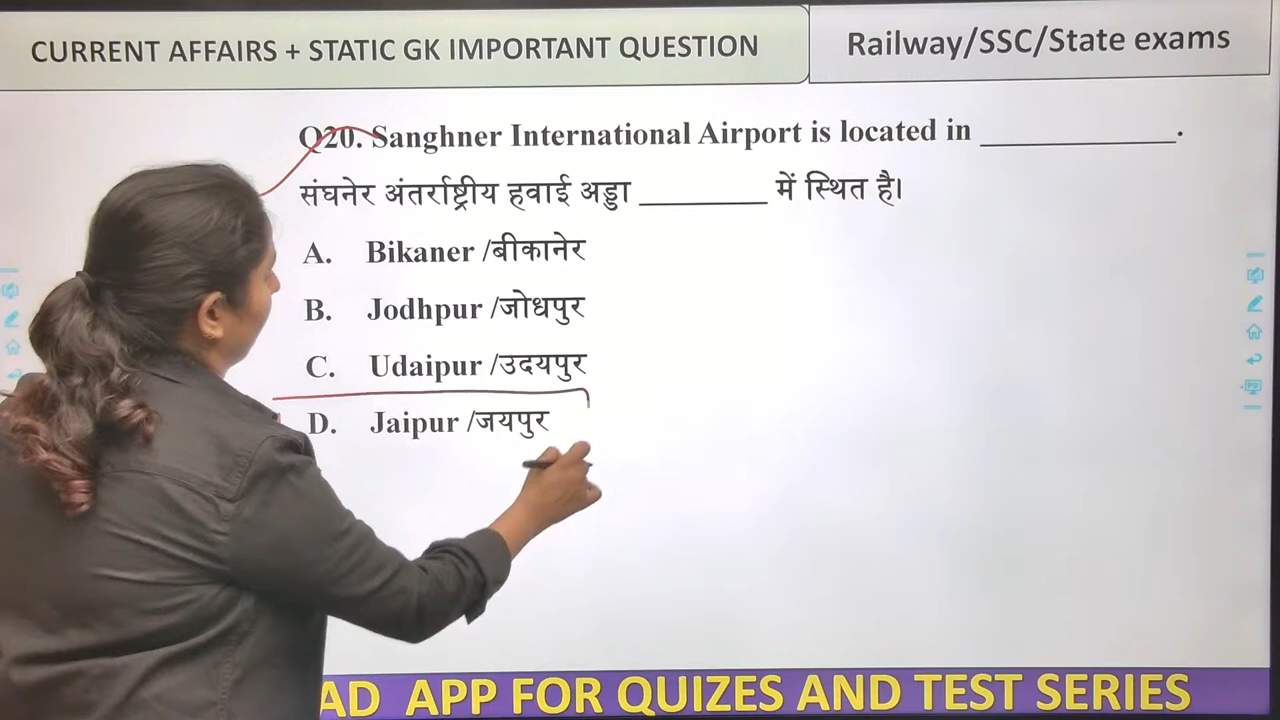 CURRENT AFFAIRS + STATIC GK IMPORTANT QUESTION
Railway/SSC/State exams
Q20. Sanghner International Airport is located in ____________.
संघनेर अंतर्राष्ट्रीय हवाई अड्डा ________ में स्थित है।
A. Bikaner /बीकानेर
B. Jodhpur /जोधपुर
C. Udaipur /उदयपुर
D. Jaipur /जयपुर
AD APP FOR QUIZES AND TEST SERIES